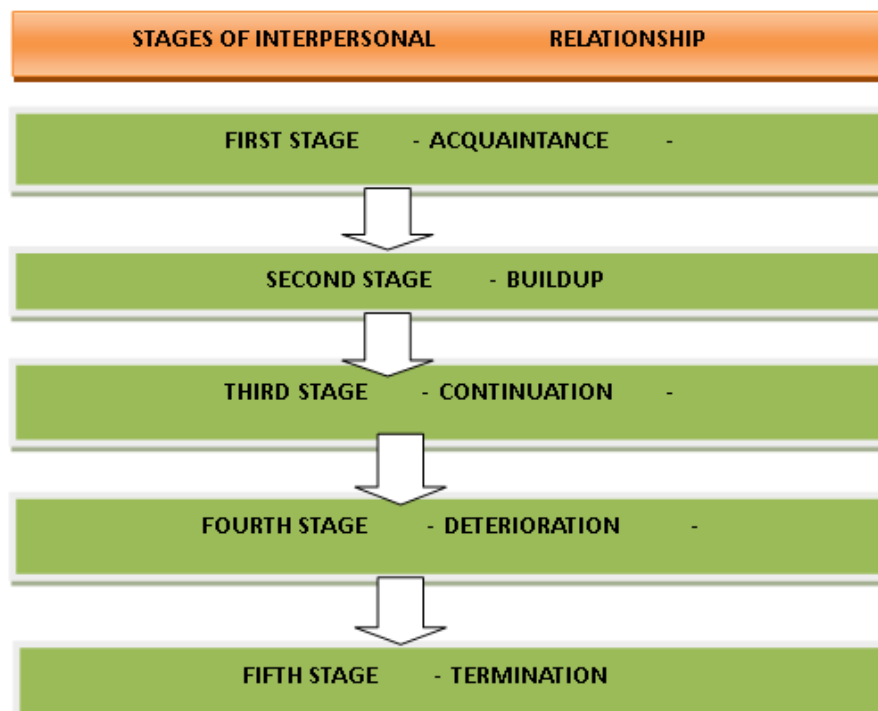 STAGES OF INTERPERSONAL RELATIONSHIP
FIRST STAGE - ACQUAINTANCE -
SECOND STAGE - BUILDUP
THIRD STAGE - CONTINUATION -
FOURTH STAGE - DETERIORATION -
FIFTH STAGE - TERMINATION